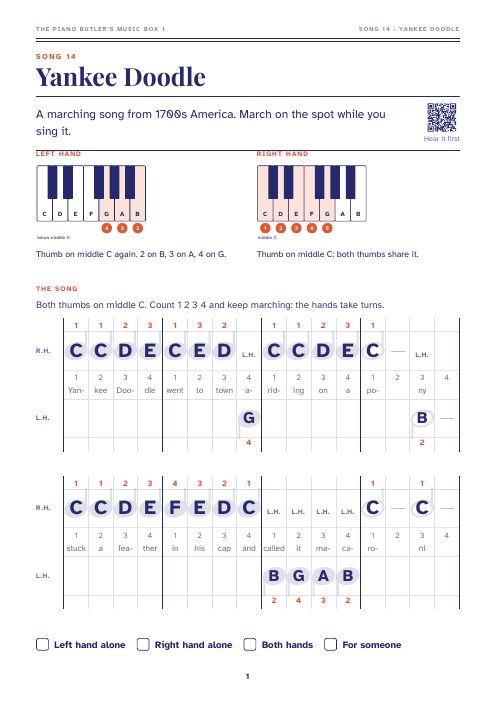 THE PIANO BUTLER'S MUSIC BOX 1
SONG 14 · YANKEE DOODLE
SONG 14
Yankee Doodle
A marching song from 1700s America. March on the spot while you
sing it.
Hear it first
LEFT HAND
RIGHT HAND
C D E F G A B
C D E F G A B
4 3 2
1 2 3 4 5
below middle C
middle C
Thumb on middle C again. 2 on B, 3 on A, 4 on G.
Thumb on middle C: both thumbs share it.
THE SONG
Both thumbs on middle C. Count 1 2 3 4 and keep marching: the hands take turns.
1 1 2 3 1 3 2 1 1 2 3 1
R.H. C C D E C E D L.H. C C D E C — L.H.
1 2 3 4 1 2 3 4 1 2 3 4 1 2 3 4
Yan- kee Doo- dle went to town a- rid- ing on a po- ny
L.H. G B —
4 2
1 1 2 3 4 3 2 1 1 1
R.H. C C D E F E D C L.H. L.H. L.H. L.H. C — C —
1 2 3 4 1 2 3 4 1 2 3 4 1 2 3 4
stuck a fea- ther in his cap and called it ma- ca- ro- ni
L.H. B G A B
2 4 3 2
Left hand alone
Right hand alone
Both hands
For someone
1